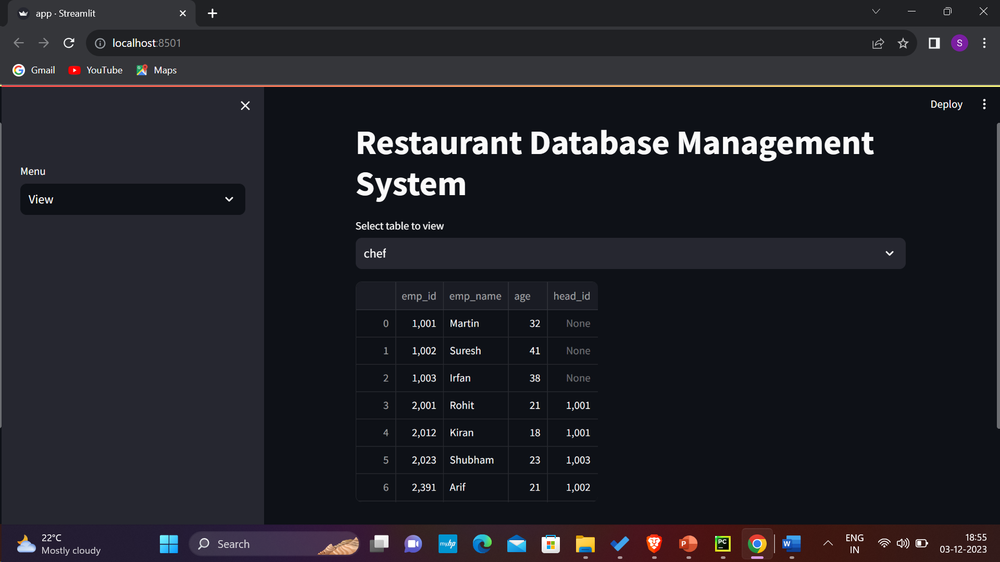 app · Streamlit
localhost:8501
S
Gmail YouTube Maps
Deploy
Menu
View
Restaurant Database Management
System
Select table to view
chef
emp_id emp_name age head_id
0 1,001 Martin 32 None
1 1,002 Suresh 41 None
2 1,003 Irfan 38 None
3 2,001 Rohit 21 1,001
4 2,012 Kiran 18 1,001
5 2,023 Shubham 23 1,003
6 2,391 Arif 21 1,002
22°C
Mostly cloudy
Search
myhp
P
PC
W
ENG
IN
18:55
03-12-2023